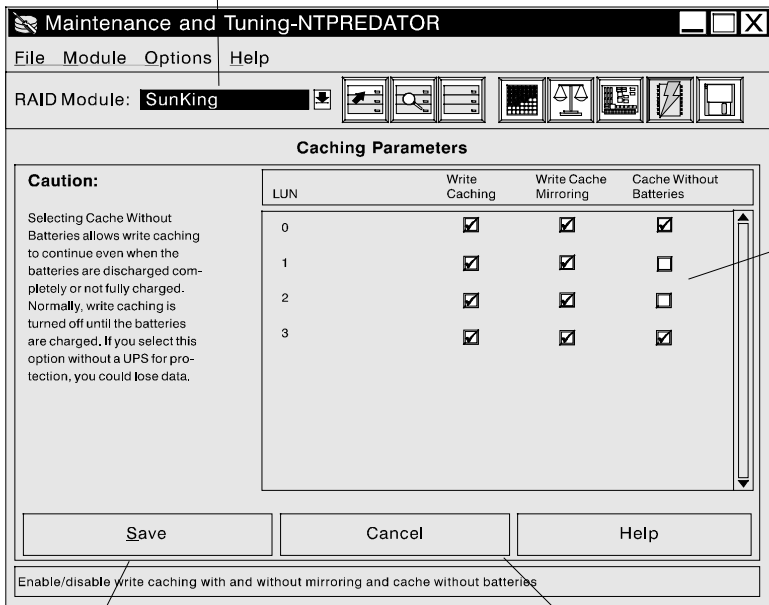 Maintenance and Tuning-NTPREDATOR
File Module Options Help
RAID Module: SunKing
Caching Parameters
Caution:
Selecting Cache Without
Batteries allows write caching
to continue even when the
batteries are discharged com-
pletely or not fully charged.
Normally, write caching is
turned off until the batteries
are charged. If you select this
option without a UPS for pro-
tection, you could lose data.
LUN Write Caching Write Cache Mirroring Cache Without Batteries
0
1
2
3
Save Cancel Help
Enable/disable write caching with and without mirroring and cache without batteries